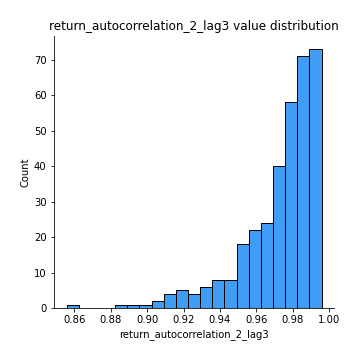 return_autocorrelation_2_lag3 value distribution
70
60
50
40
30
20
10
0
Count
0.86 0.88 0.90 0.92 0.94 0.96 0.98 1.00
return_autocorrelation_2_lag3